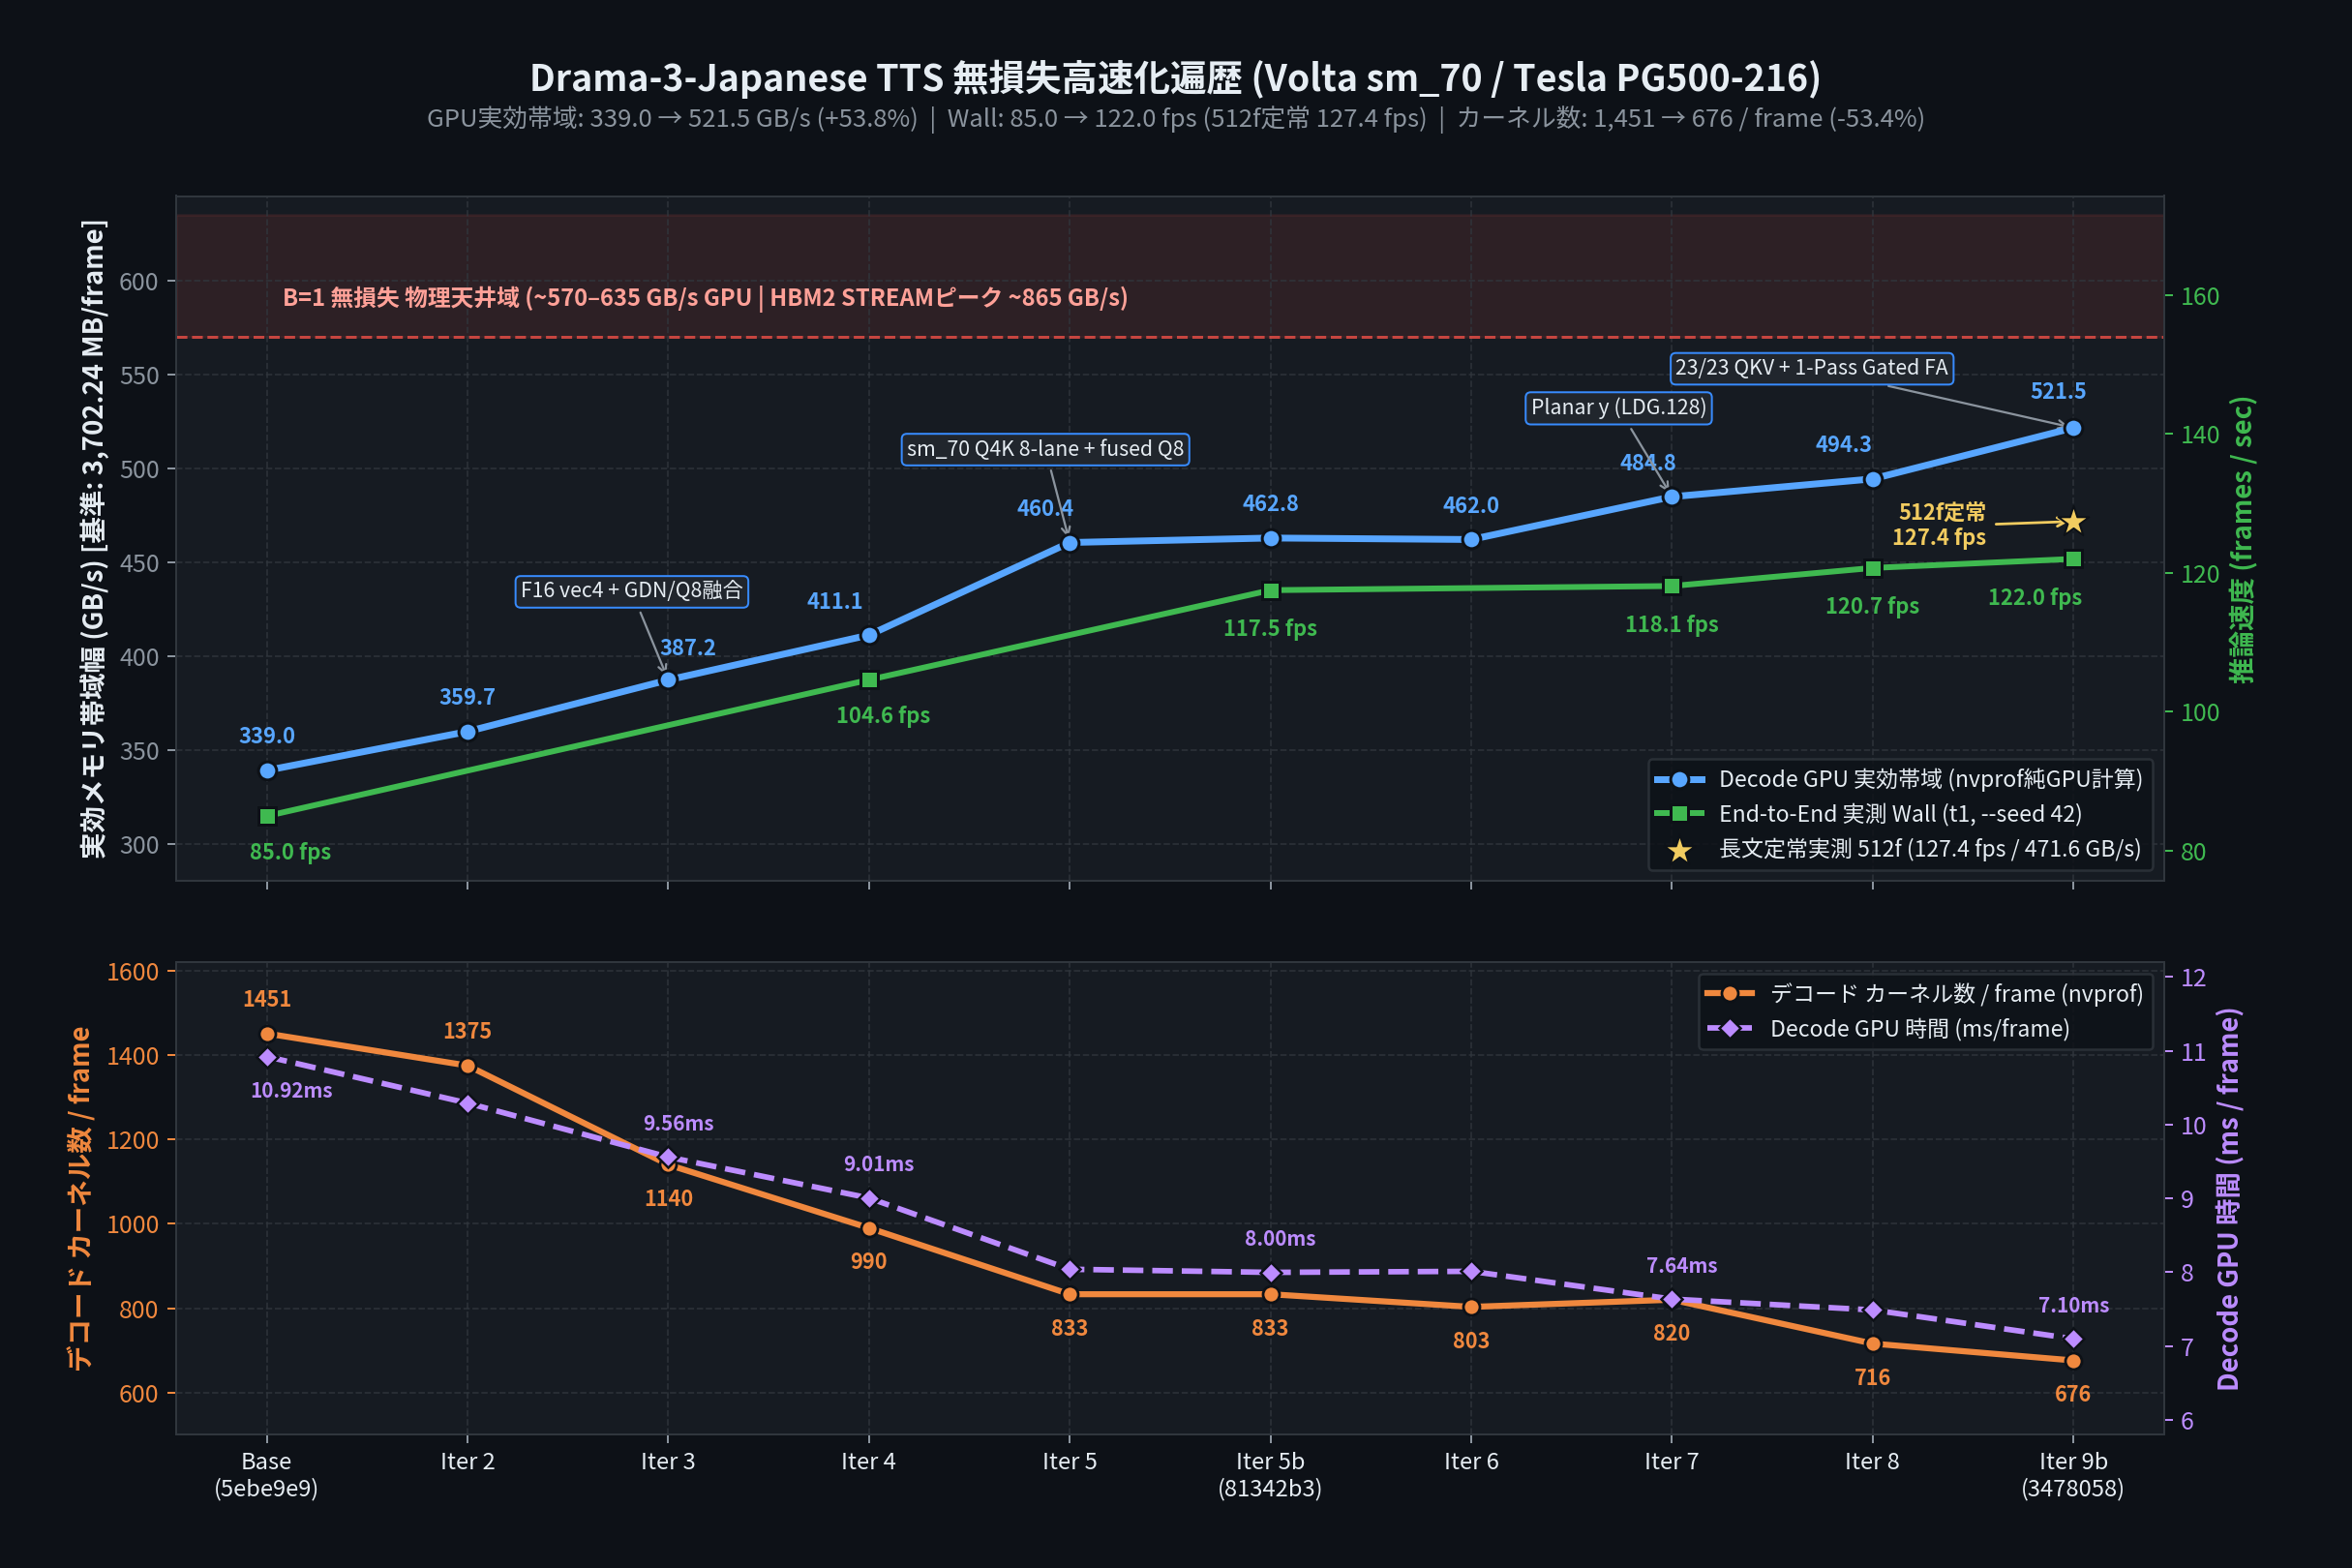 Drama-3-Japanese TTS 無損失高速化遍歴 (Volta sm_70 / Tesla PG500-216)
GPU実効帯域: 339.0 → 521.5 GB/s (+53.8%) | Wall: 85.0 → 122.0 fps (512f定常 127.4 fps) | カーネル数: 1,451 → 676 / frame (-53.4%)
実効メモリ帯域幅 (GB/s) [基準: 3,702.24 MB/frame]
600
550
500
450
400
350
300
B=1 無損失 物理天井域 (~570–635 GB/s GPU | HBM2 STREAMピーク ~865 GB/s)
23/23 QKV + 1-Pass Gated FA
Planar y (LDG.128)
sm_70 Q4K 8-lane + fused Q8
F16 vec4 + GDN/Q8融合
339.0
359.7
387.2
411.1
460.4
462.8
462.0
484.8
494.3
521.5
512f定常
127.4 fps
85.0 fps
104.6 fps
117.5 fps
118.1 fps
120.7 fps
122.0 fps
Decode GPU 実効帯域 (nvprof純GPU計算)
End-to-End 実測 Wall (t1, --seed 42)
長文定常実測 512f (127.4 fps / 471.6 GB/s)
160
140
120
100
80
推論速度 (frames / sec)
デコード カーネル数 / frame
1600
1400
1200
1000
800
600
1451
1375
1140
990
833
833
803
820
716
676
10.92ms
9.56ms
9.01ms
8.00ms
7.64ms
7.10ms
デコード カーネル数 / frame (nvprof)
Decode GPU 時間 (ms/frame)
12
11
10
9
8
7
6
Decode GPU 時間 (ms / frame)
Base
(5ebe9e9)
Iter 2
Iter 3
Iter 4
Iter 5
Iter 5b
(81342b3)
Iter 6
Iter 7
Iter 8
Iter 9b
(3478058)